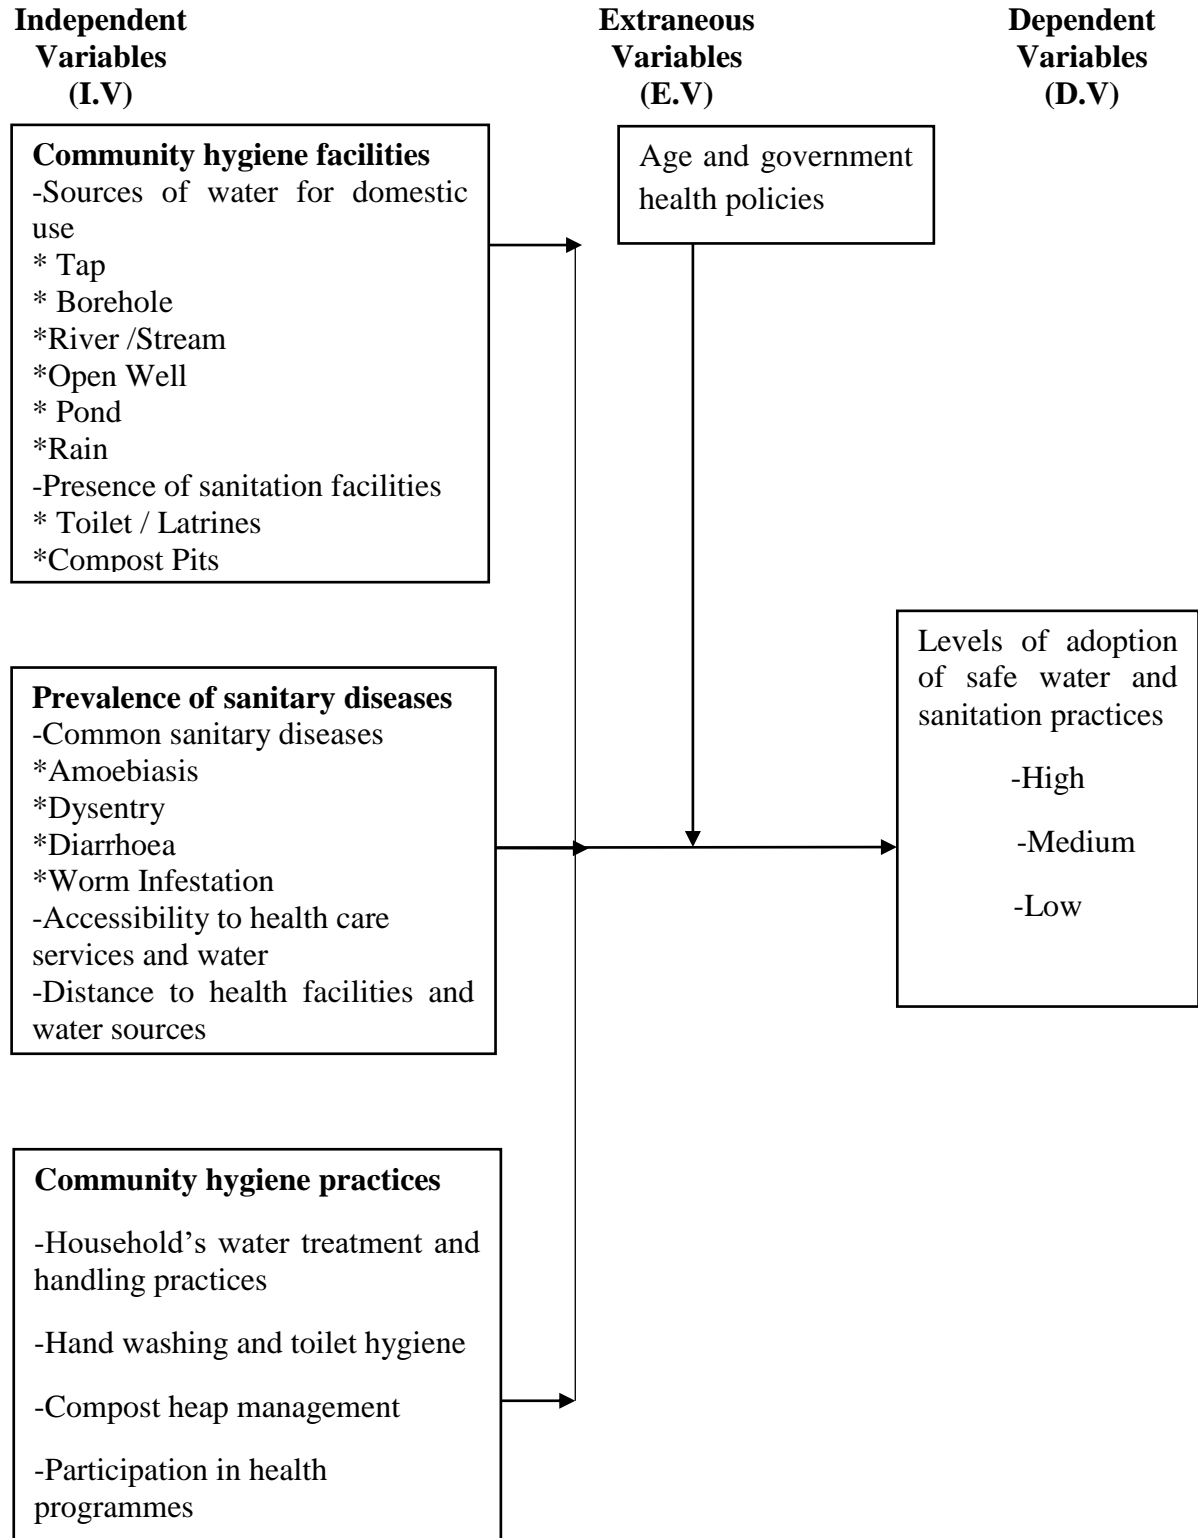 Independent
Variables
(I.V)
Extraneous
Variables
(E.V)
Dependent
Variables
(D.V)
Community hygiene facilities
-Sources of water for domestic
use
* Tap
* Borehole
*River /Stream
*Open Well
* Pond
*Rain
-Presence of sanitation facilities
* Toilet / Latrines
*Compost Pits
Age and government
health policies
Prevalence of sanitary diseases
-Common sanitary diseases
*Amoebiasis
*Dysentry
*Diarrhoea
*Worm Infestation
-Accessibility to health care
services and water
-Distance to health facilities and
water sources
Levels of adoption
of safe water and
sanitation practices
-High
-Medium
-Low
Community hygiene practices
-Household’s water treatment and
handling practices
-Hand washing and toilet hygiene
-Compost heap management
-Participation in health
programmes